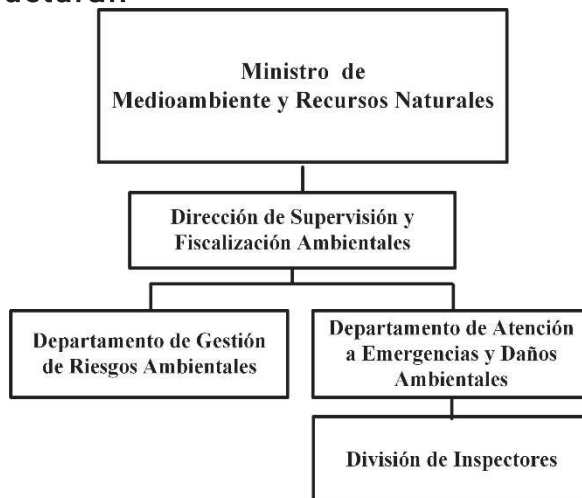 Ministro de
Medioambiente y Recursos Naturales
Dirección de Supervisión y
Fiscalización Ambientales
Departamento de Gestión
de Riesgos Ambientales
Departamento de Atención
a Emergencias y Daños
Ambientales
División de Inspectores